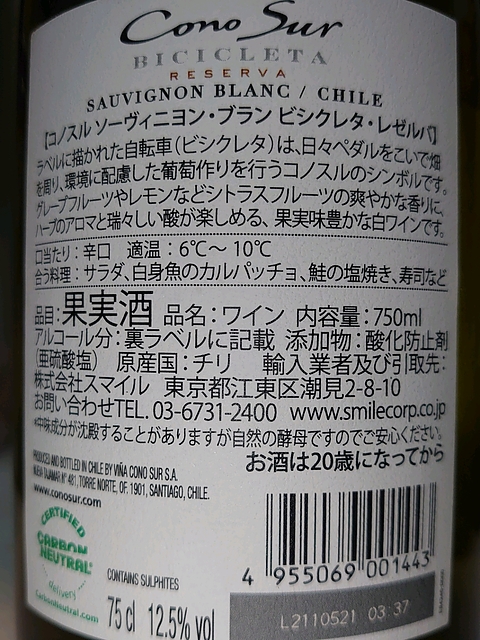 Cono Sur
BICICLETA
RESERVA
SAUVIGNON BLANC / CHILE
【コノスル ソーヴィニヨン・ブラン ビシクレタ・レゼルバ】
ラベルに描かれた自転車(ビシクレタ)は、日々ペダルをこいで畑
を周り、環境に配慮した葡萄作りを行うコノスルのシンボルです。
グレープフルーツやレモンなどシトラスフルーツの爽やかな香りに、
ハーブのアロマと瑞々しい酸が楽しめる、果実味豊かな白ワインです。
口当たり:辛口 適温:6℃〜10℃
合う料理:サラダ、白身魚のカルパッチョ、鮭の塩焼き、寿司など
品目:果実酒 品名:ワイン 内容量:750ml
アルコール分:裏ラベルに記載 添加物:酸化防止剤
(亜硫酸塩) 原産国:チリ 輸入業者及び引取先:
株式会社スマイル 東京都江東区潮見2-8-10
お問い合わせTEL.03-6731-2400 www.smilecorp.co.jp
*中味成分が沈殿することがありますが自然の酵母ですのでご安心ください。
お酒は20歳になってから
PRODUCED AND BOTTLED IN CHILE BY VIÑA CONO SUR S.A.
NUEVA TAJAMAR Nº 481, TORRE NORTE, OF. 1901, SANTIAGO, CHILE.
www.conosur.com
CERTIFIED
CARBON
NEUTRAL
Delivery
CarbonNeutral.com
CONTAINS SULPHITES
75 cl 12.5% vol
4 955069 001443
L2110521 03:37